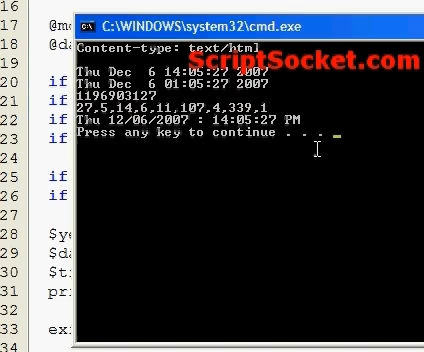 16
17 @mo
18 @da
19
20 if
21 if
22 if
23 if
24
25 if
26 if
27
28 $ye
29 $da
30 $ti
31 pri
32
33 exi
34
C:\WINDOWS\system32\cmd.exe
Content-type: text/html
ScriptSocket.com
Thu Dec  6 14:05:27 2007
Thu Dec  6 01:05:27 2007
1196903127
27,5,14,6,11,107,4,339,1
Thu 12/06/2007 : 14:05:27 PM
Press any key to continue . . .